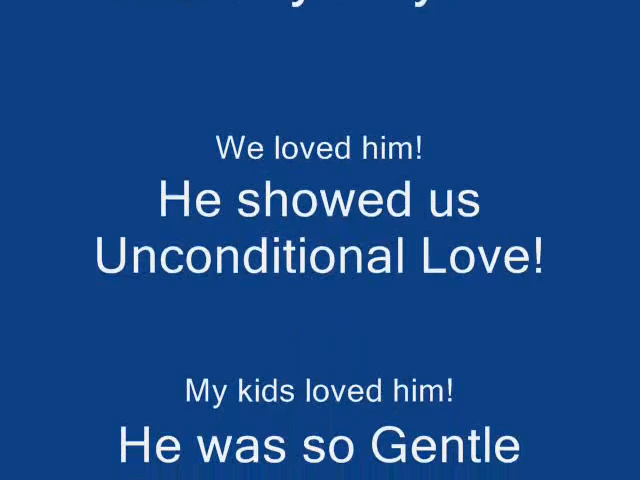 We loved him!
He showed us
Unconditional Love!
My kids loved him!
He was so Gentle